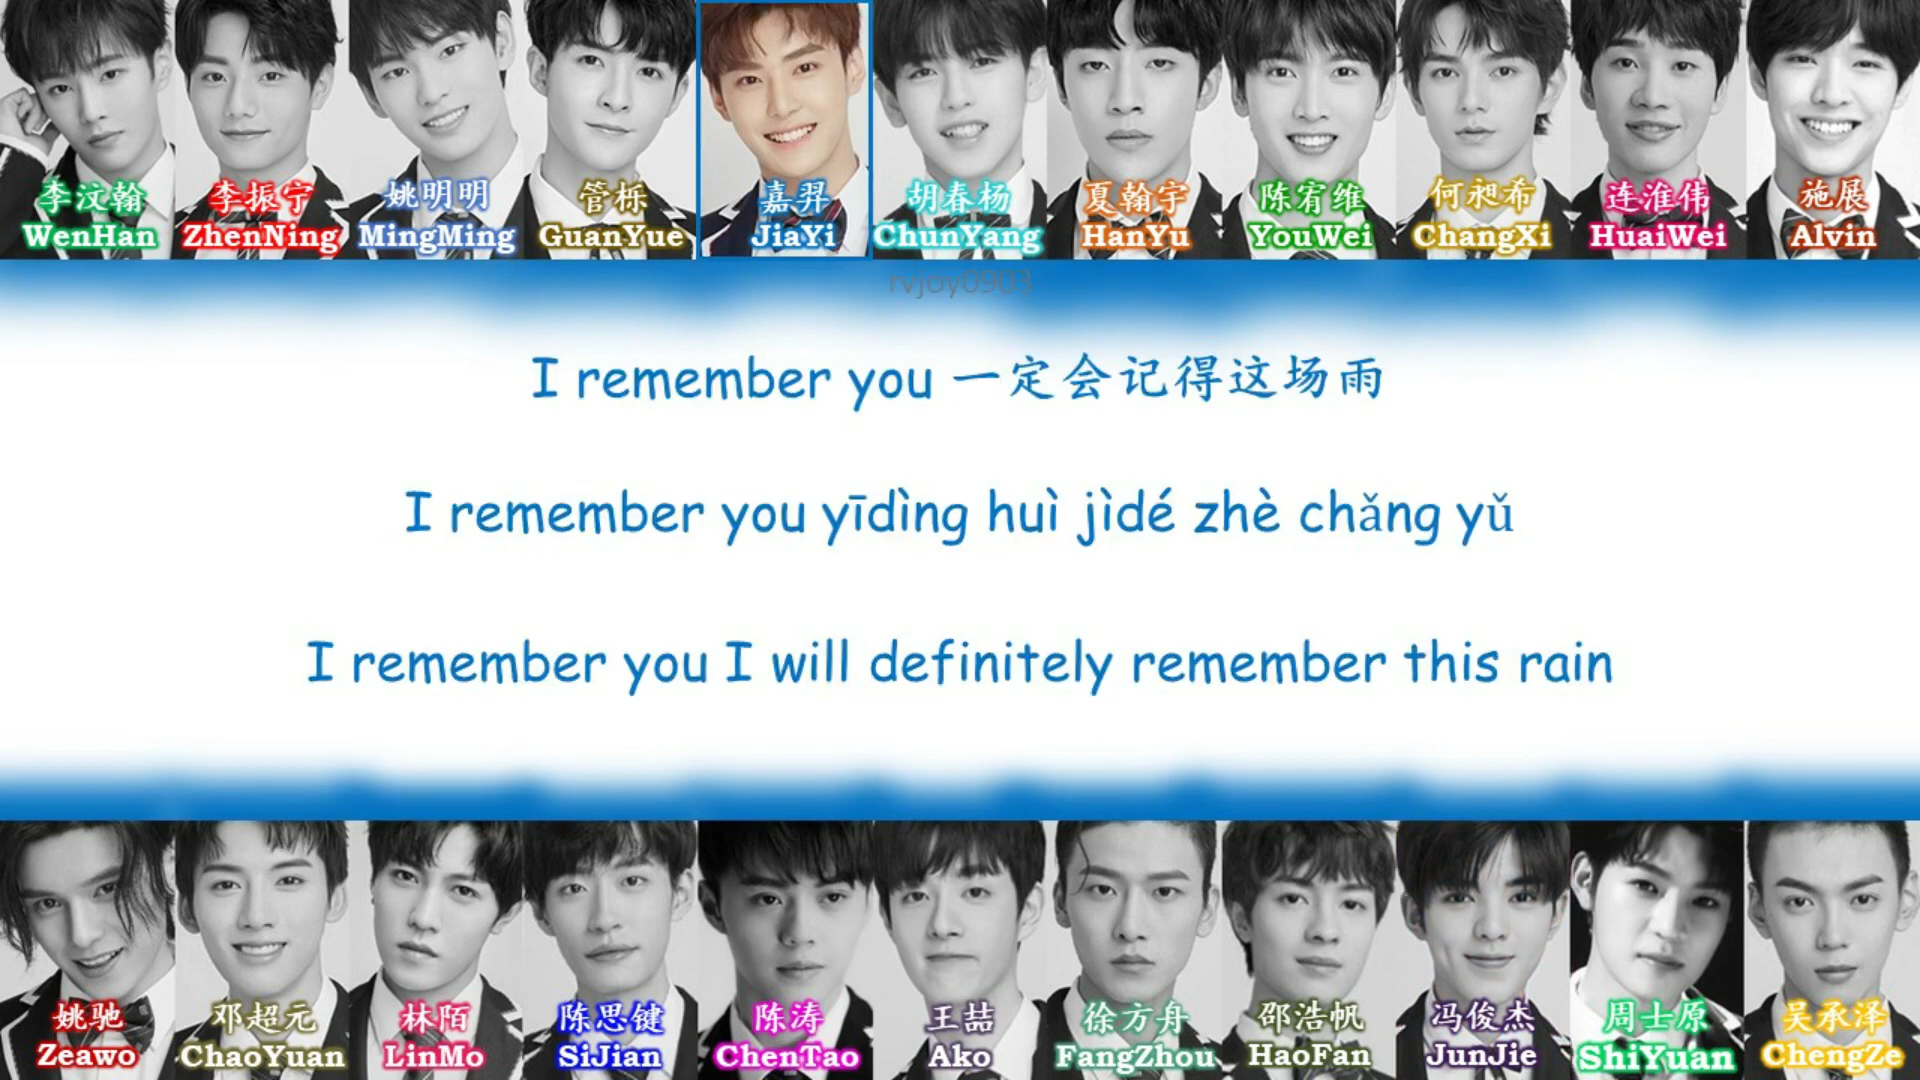 李汶翰 李振宁 姚明明 管栎 嘉羿 胡春杨 夏翰宇 陈宥维 何昶希 连淮伟 施展
WenHan ZhenNing MingMing GuanYue JiaYi ChunYang HanYu YouWei ChangXi HuaiWei Alvin
rvjoy0903
I remember you 一定会记得这场雨
I remember you yīdìng huì jìdé zhè chǎng yǔ
I remember you I will definitely remember this rain
姚驰 邓超元 林陌 陈思键 陈涛 王喆 徐方舟 邵浩帆 冯俊杰 周士原 吴承泽
Zeawo ChaoYuan LinMo SiJian ChenTao Ako FangZhou HaoFan JunJie ShiYuan ChengZe